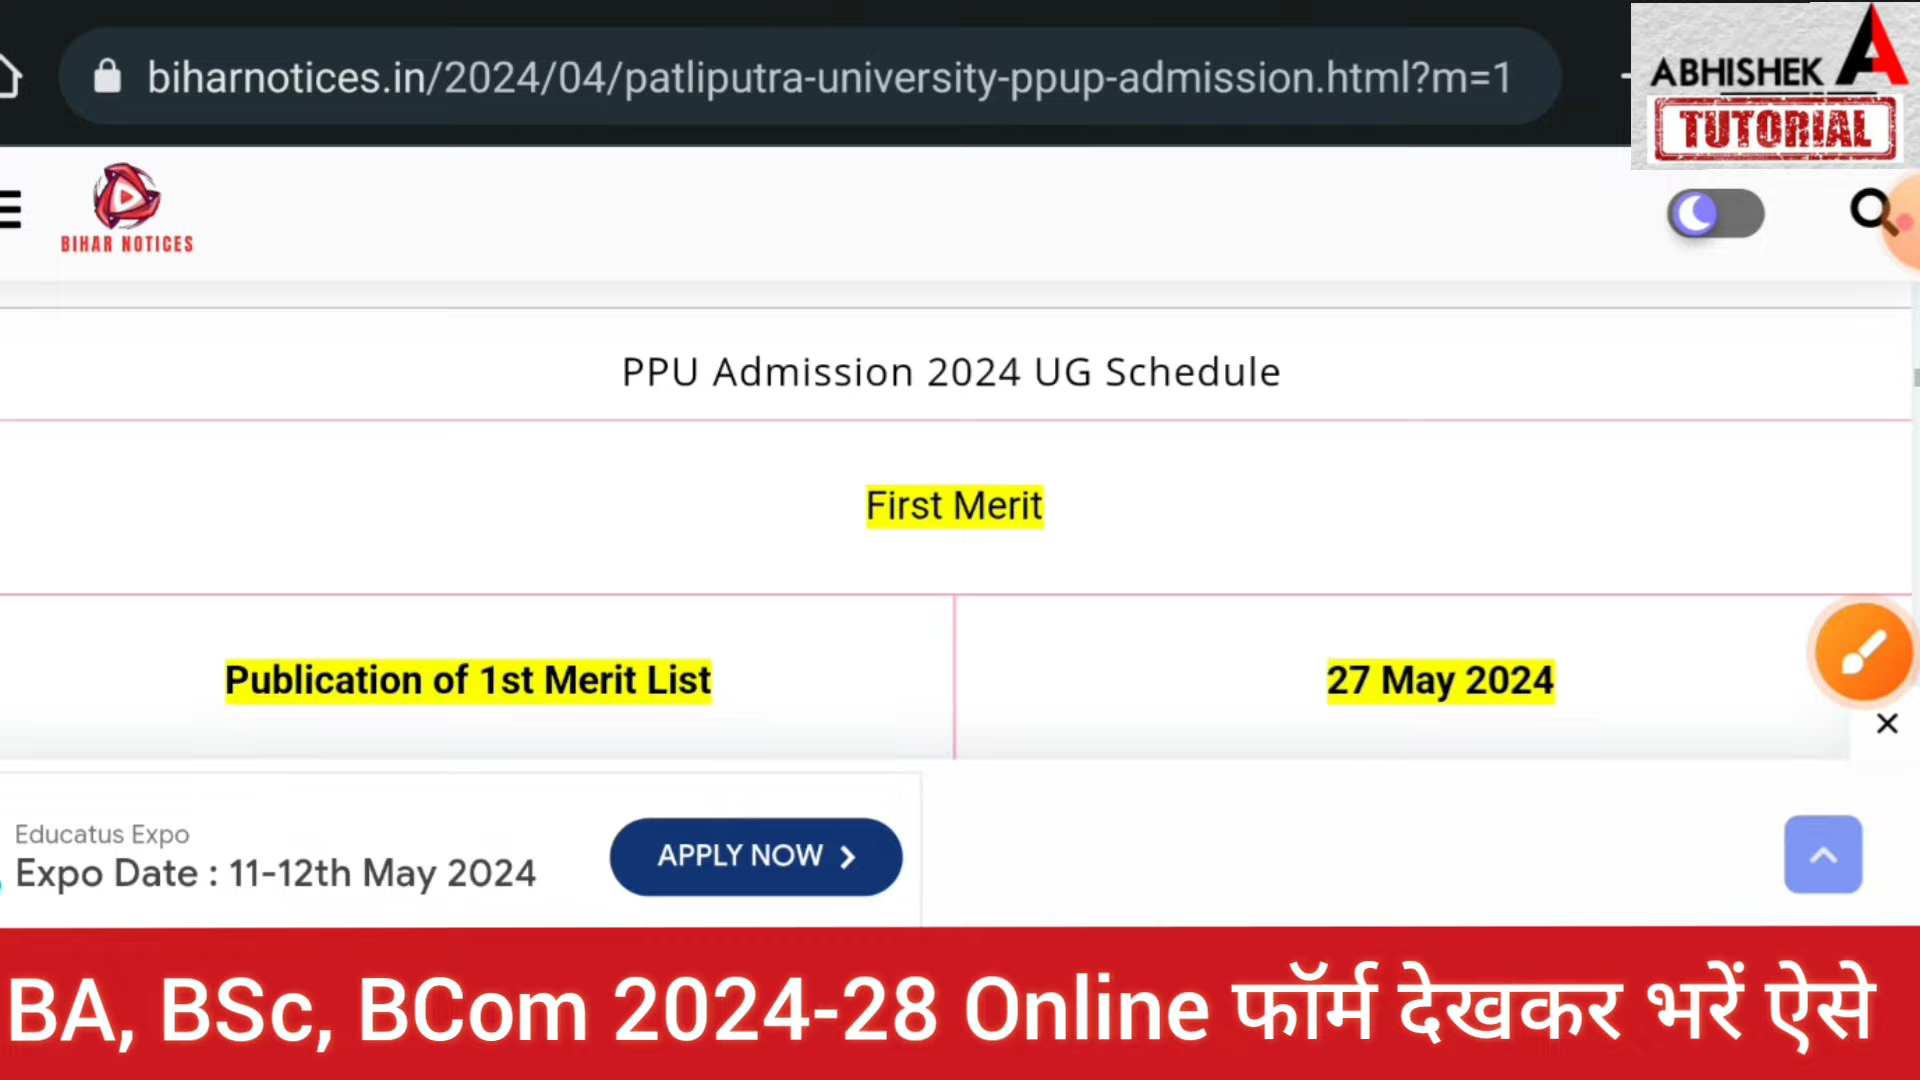 biharnotices.in/2024/04/patliputra-university-ppup-admission.html?m=1
ABHISHEK
TUTORIAL
BIHAR NOTICES
PPU Admission 2024 UG Schedule
First Merit
Publication of 1st Merit List
27 May 2024
Educatus Expo
Expo Date : 11-12th May 2024
APPLY NOW
BA, BSc, BCom 2024-28 Online फॉर्म देखकर भरें ऐसे